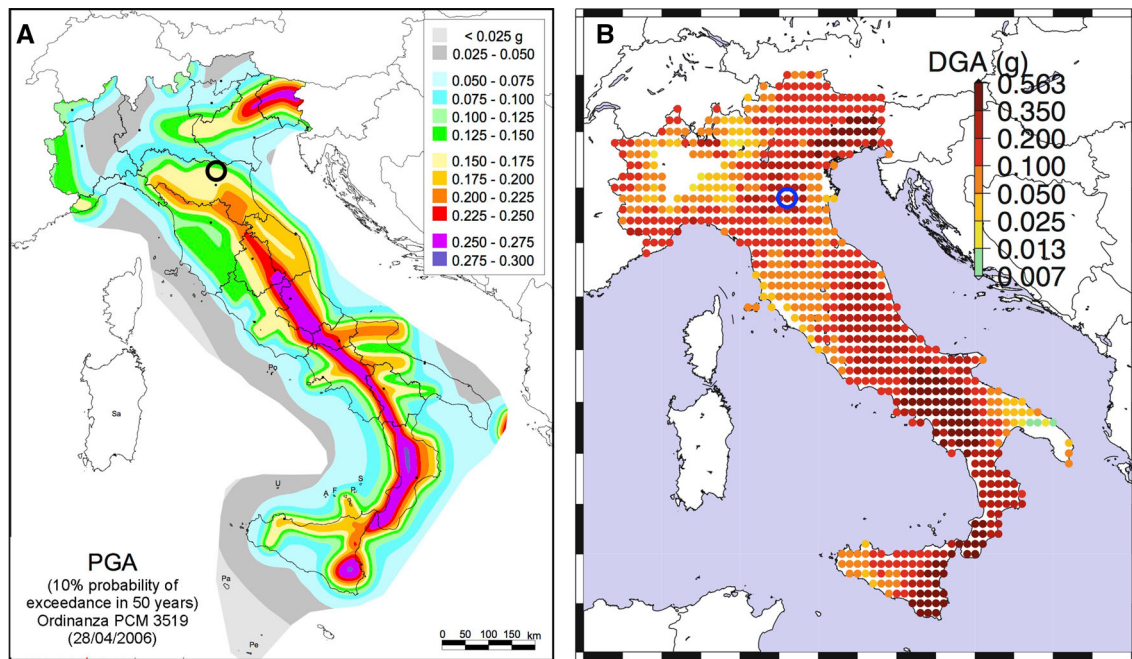 A
< 0.025 g
0.025 - 0.050
0.050 - 0.075
0.075 - 0.100
0.100 - 0.125
0.125 - 0.150
0.150 - 0.175
0.175 - 0.200
0.200 - 0.225
0.225 - 0.250
0.250 - 0.275
0.275 - 0.300
Po
Sa
U
A
F
P
S
Pa
Pe
PGA
(10% probability of
exceedance in 50 years)
Ordinanza PCM 3519
(28/04/2006)
0 50 100 150 km
B
DGA (g)
0.563
0.350
0.200
0.100
0.050
0.025
0.013
0.007